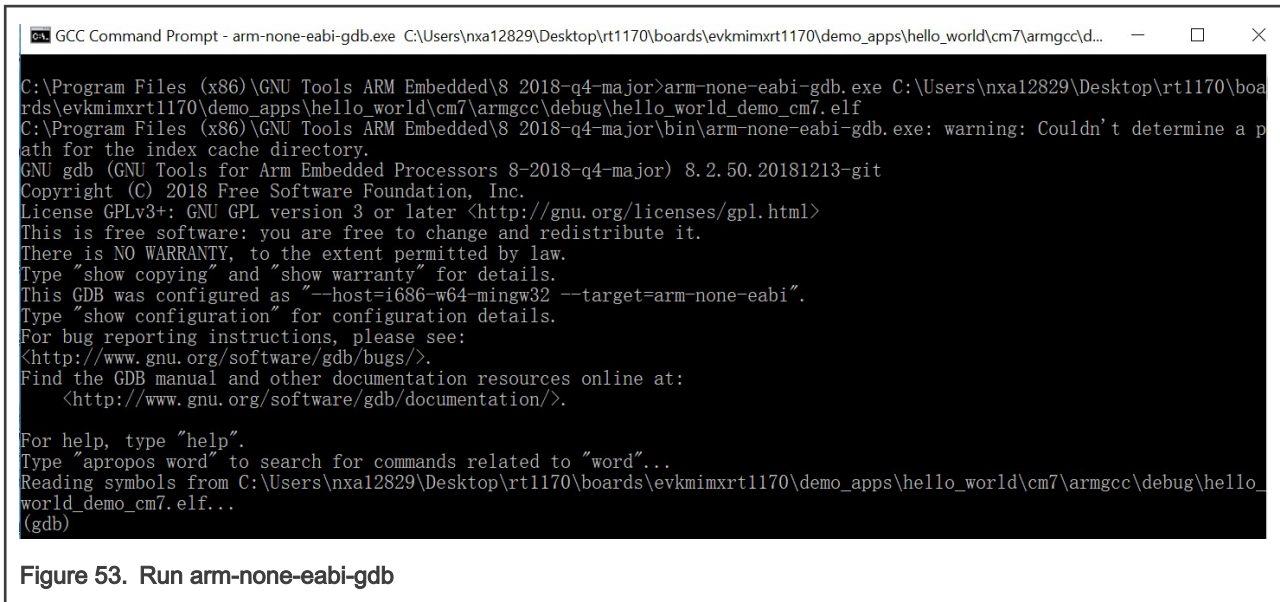 GCC Command Prompt - arm-none-eabi-gdb.exe C:\Users\nxa12829\Desktop\rt1170\boards\evkmimxrt1170\demo_apps\hello_world\cm7\armgcc\d...
C:\Program Files (x86)\GNU Tools ARM Embedded\8 2018-q4-major>arm-none-eabi-gdb.exe C:\Users\nxa12829\Desktop\rt1170\boa
rds\evkmimxrt1170\demo_apps\hello_world\cm7\armgcc\debug\hello_world_demo_cm7.elf
C:\Program Files (x86)\GNU Tools ARM Embedded\8 2018-q4-major\bin\arm-none-eabi-gdb.exe: warning: Couldn't determine a p
ath for the index cache directory.
GNU gdb (GNU Tools for Arm Embedded Processors 8-2018-q4-major) 8.2.50.20181213-git
Copyright (C) 2018 Free Software Foundation, Inc.
License GPLv3+: GNU GPL version 3 or later <http://gnu.org/licenses/gpl.html>
This is free software: you are free to change and redistribute it.
There is NO WARRANTY, to the extent permitted by law.
Type "show copying" and "show warranty" for details.
This GDB was configured as "--host=i686-w64-mingw32 --target=arm-none-eabi".
Type "show configuration" for configuration details.
For bug reporting instructions, please see:
<http://www.gnu.org/software/gdb/bugs/>.
Find the GDB manual and other documentation resources online at:
    <http://www.gnu.org/software/gdb/documentation/>.
For help, type "help".
Type "apropos word" to search for commands related to "word"...
Reading symbols from C:\Users\nxa12829\Desktop\rt1170\boards\evkmimxrt1170\demo_apps\hello_world\cm7\armgcc\debug\hello_
world_demo_cm7.elf...
(gdb)
Figure 53. Run arm-none-eabi-gdb